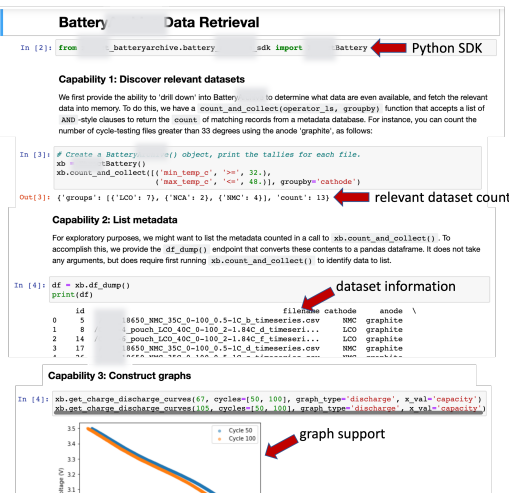 Battery Data Retrieval
In [2]: from t_batteryarchive.battery_ sdk import tBattery
Python SDK
Capability 1: Discover relevant datasets
We first provide the ability to 'drill down' into Battery to determine what data are even available, and fetch the relevant
data into memory. To do this, we have a count_and_collect(operator_ls, groupby) function that accepts a list of
AND -style clauses to return the count of matching records from a metadata database. For instance, you can count the
number of cycle-testing files greater than 33 degrees using the anode 'graphite', as follows:
In [3]: # Create a Battery e() object, print the tallies for each file.
xb = tBattery()
xb.count_and_collect([('min_temp_c', '>=', 32.),
('max_temp_c', '<=', 48.)], groupby='cathode')
Out[3]: {'groups': [{'LCO': 7}, {'NCA': 2}, {'NMC': 4}], 'count': 13}
relevant dataset count
Capability 2: List metadata
For exploratory purposes, we might want to list the metadata counted in a call to xb.count_and_collect() . To
accomplish this, we provide the df_dump() endpoint that converts these contents to a pandas dataframe. It does not take
any arguments, but does require first running xb.count_and_collect() to identify data to list.
In [4]: df = xb.df_dump()
print(df)
dataset information
id filename cathode anode \
0 5 18650_NMC_35C_0-100_0.5-1C_b_timeseries.csv NMC graphite
1 8 / _pouch_LCO_40C_0-100_2-1.84C_d_timeseri... LCO graphite
2 14 / _pouch_LCO_40C_0-100_2-1.84C_f_timeseri... LCO graphite
3 17 18650_NMC_35C_0-100_0.5-1C_d_timeseries.csv NMC graphite
Capability 3: Construct graphs
In [4]: xb.get_charge_discharge_curves(67, cycles=[50, 100], graph_type='discharge', x_val='capacity')
xb.get_charge_discharge_curves(105, cycles=[50, 100], graph_type='discharge', x_val='capacity')
graph support
Cycle 50
Cycle 100
3.5
3.4
3.3
3.2
3.1
age (V)